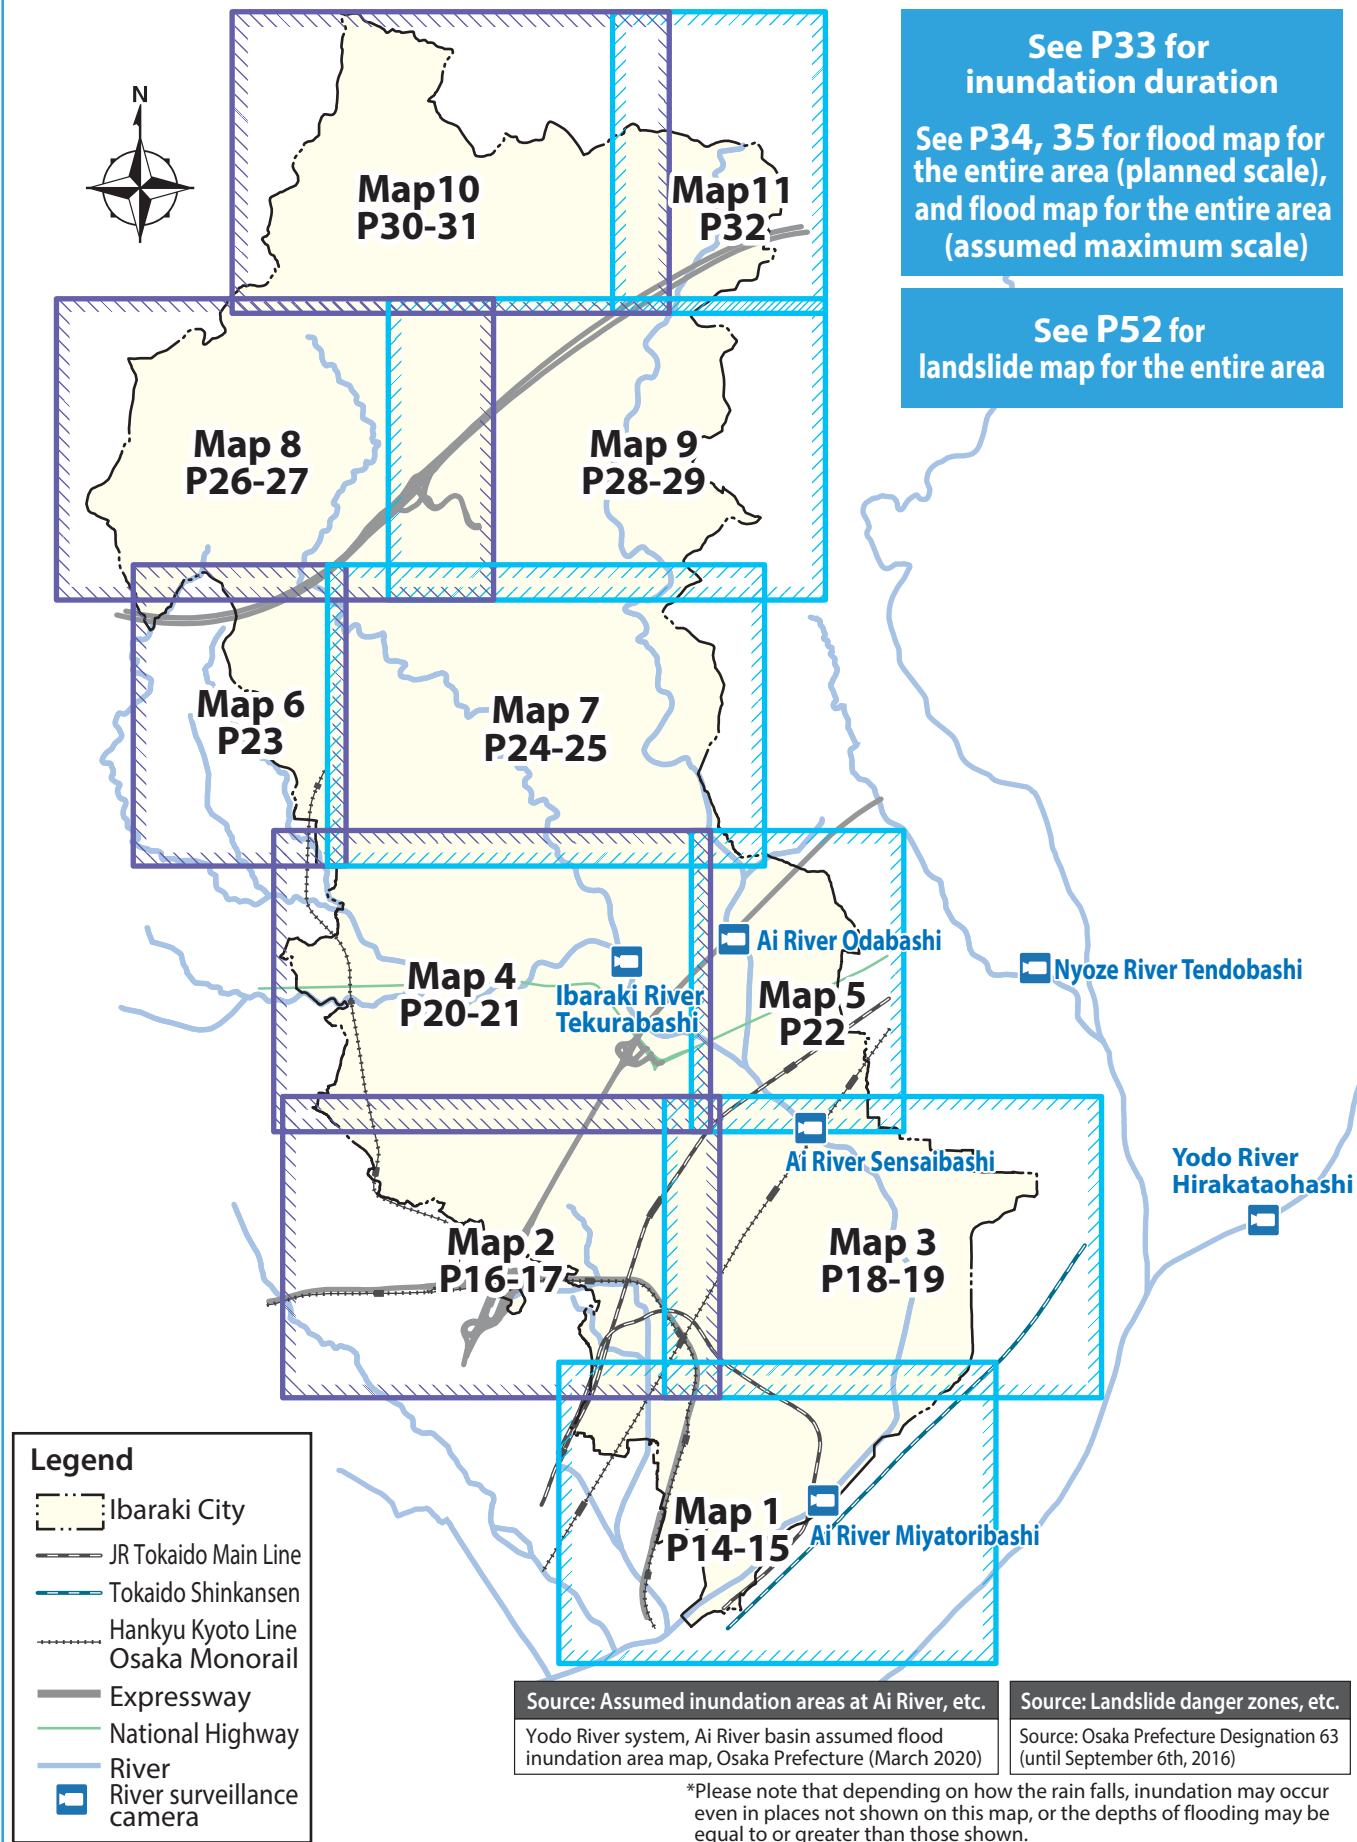 See P33 for
inundation duration
See P34, 35 for flood map for
the entire area (planned scale),
and flood map for the entire area
(assumed maximum scale)
See P52 for
landslide map for the entire area
N
Map10
P30-31
Map11
P32
Map 8
P26-27
Map 9
P28-29
Map 6
P23
Map 7
P24-25
Ai River Odabashi
Nyoze River Tendobashi
Map 4
P20-21
Ibaraki River
Tekurabashi
Map 5
P22
Ai River Sensaibashi
Yodo River
Hirakataohashi
Map 2
P16-17
Map 3
P18-19
Map 1
P14-15
Ai River Miyatoribashi
Legend
Ibaraki City
JR Tokaido Main Line
Tokaido Shinkansen
Hankyu Kyoto Line
Osaka Monorail
Expressway
National Highway
River
River surveillance
camera
Source: Assumed inundation areas at Ai River, etc.
Yodo River system, Ai River basin assumed flood
inundation area map, Osaka Prefecture (March 2020)
Source: Landslide danger zones, etc.
Source: Osaka Prefecture Designation 63
(until September 6th, 2016)
*Please note that depending on how the rain falls, inundation may occur
even in places not shown on this map, or the depths of flooding may be
equal to or greater than those shown.